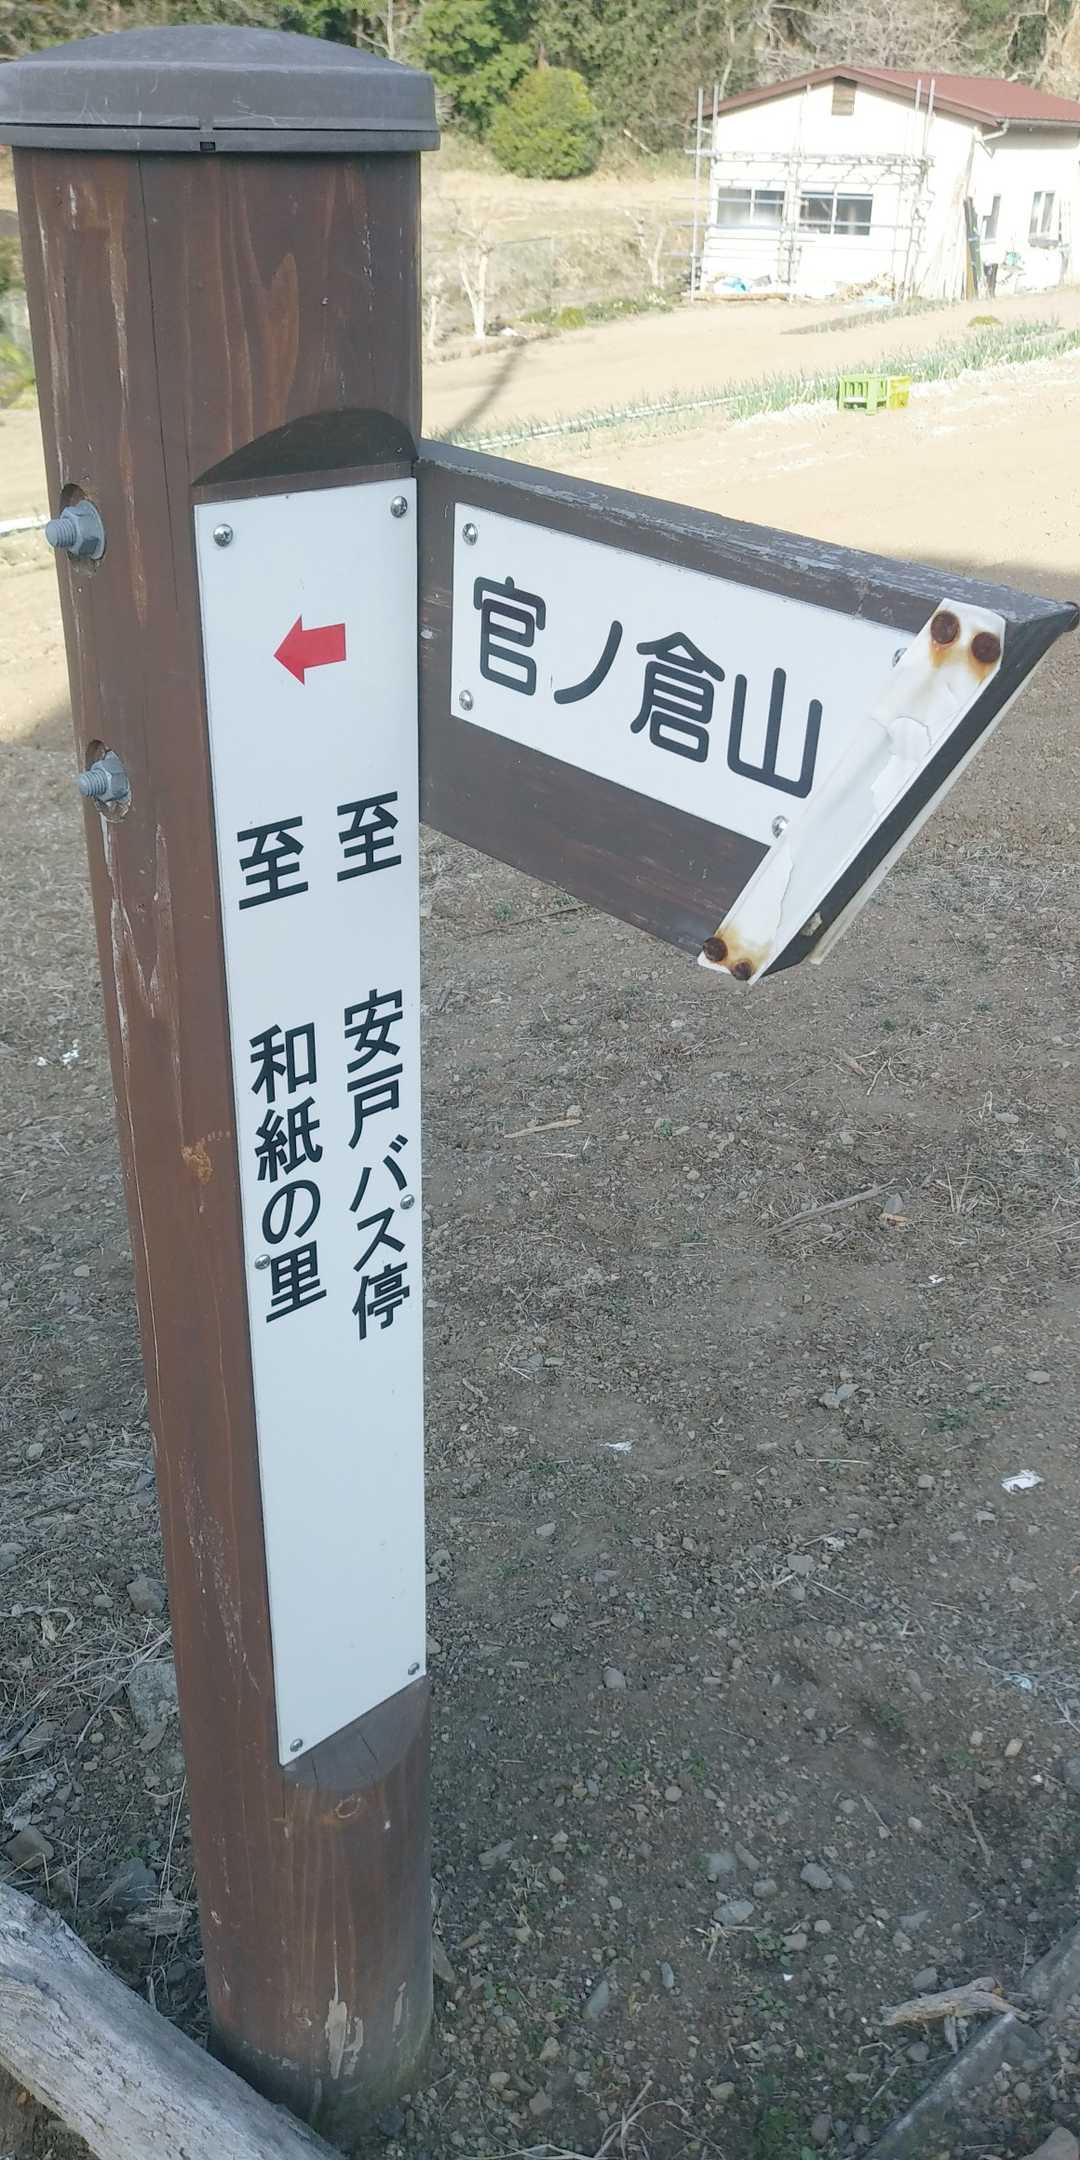 官ノ倉山
至 安戸バス停
至 和紙の里